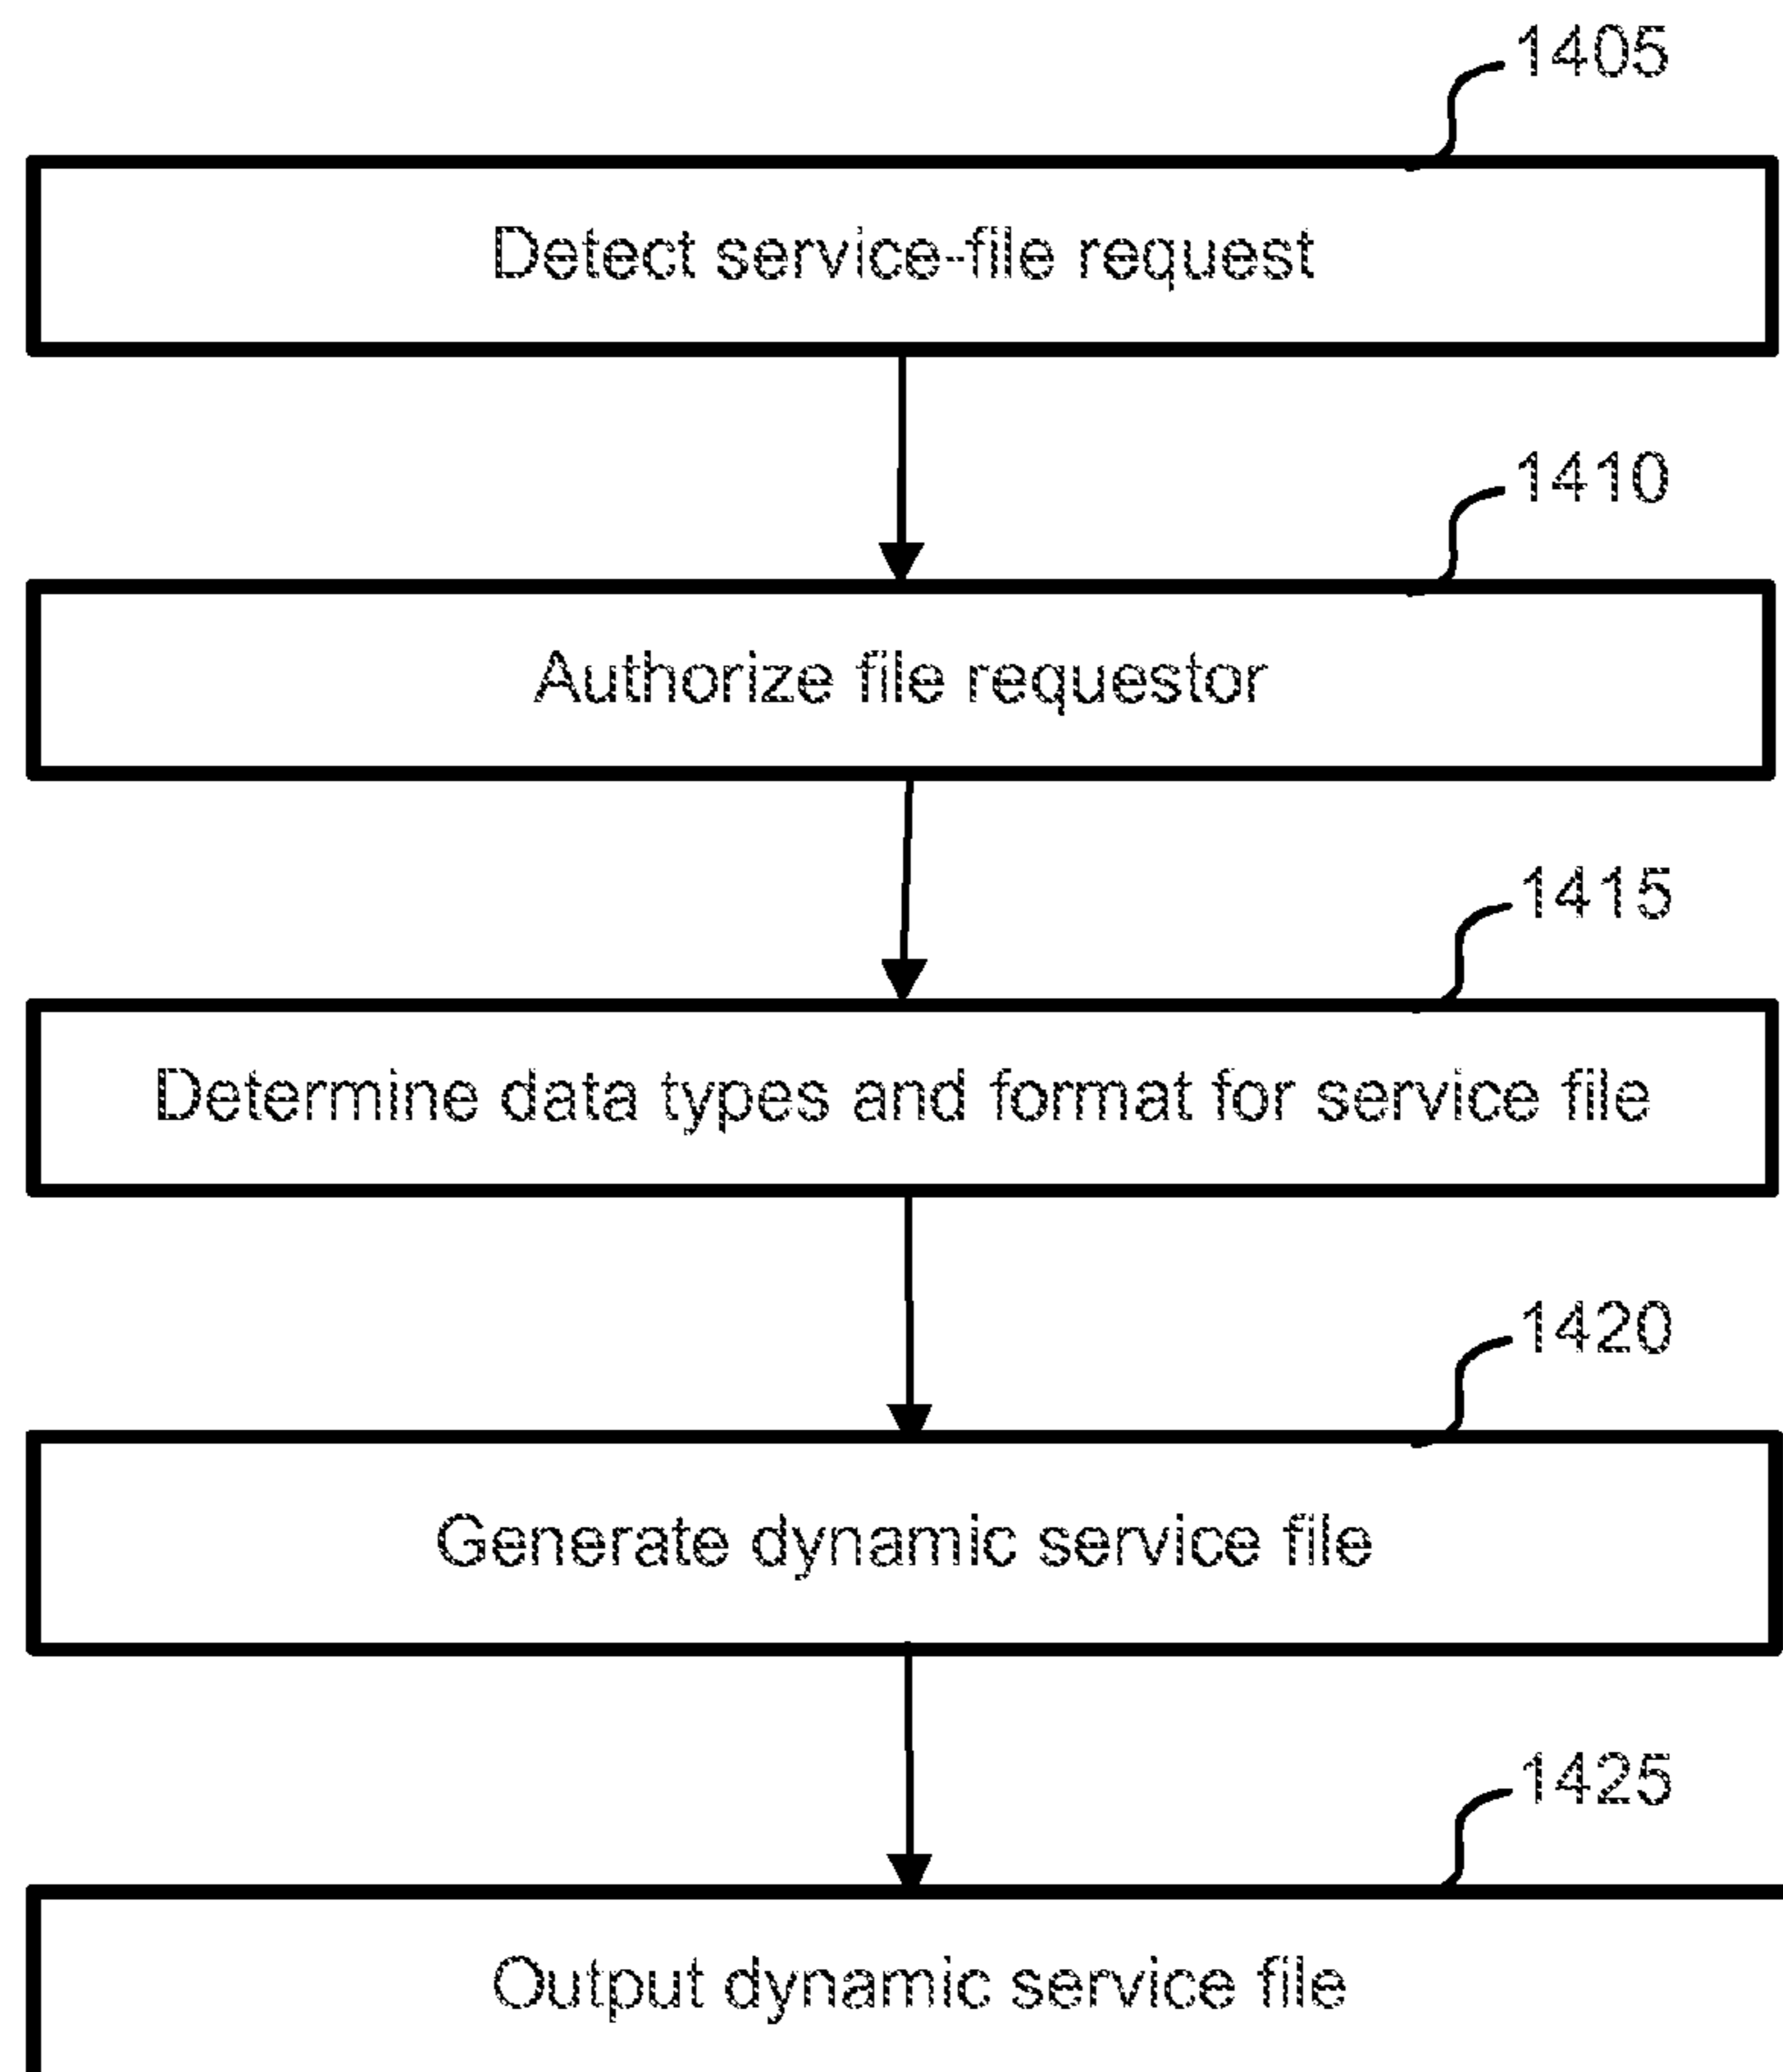 1405
Detect service-file request
1410
Authorize file requestor
1415
Determine data types and format for service file
1420
Generate dynamic service file
1425
Output dynamic service file